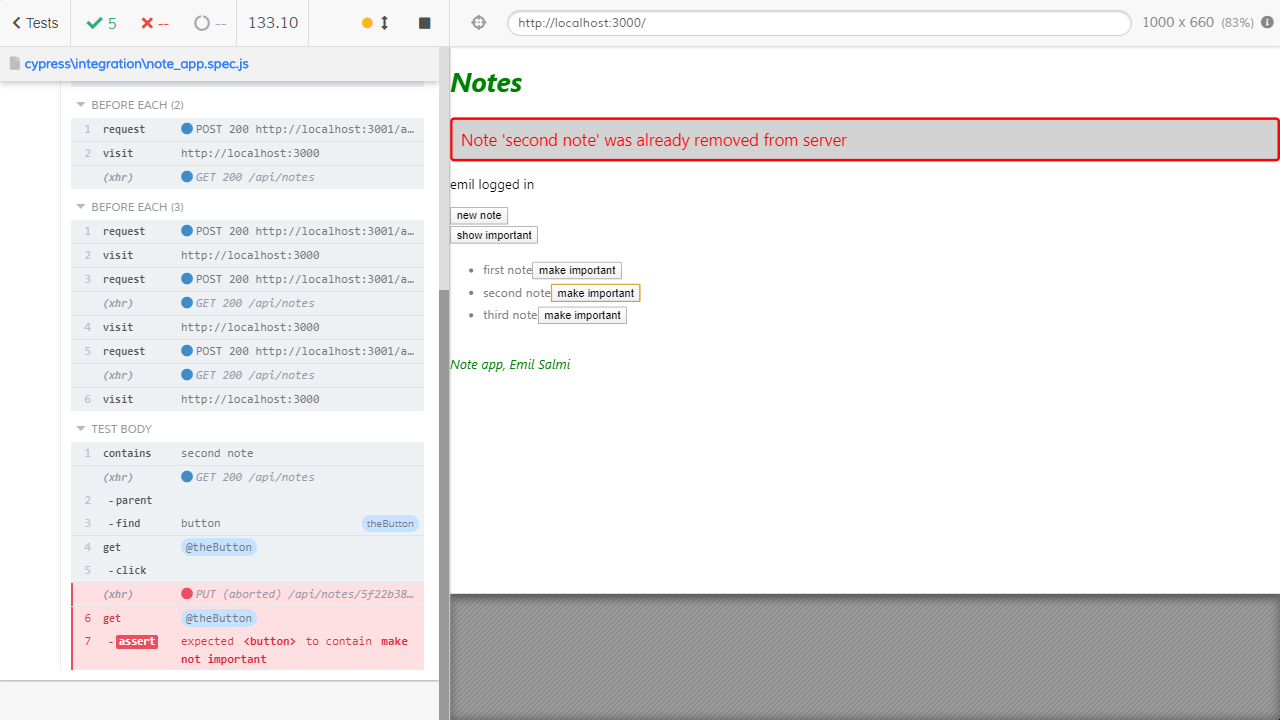 Tests
5
--
--
133.10
http://localhost:3000/
1000 x 660 (83%)
cypress\integration\note_app.spec.js
BEFORE EACH (2)
1 request POST 200 http://localhost:3001/a…
2 visit http://localhost:3000
(xhr) GET 200 /api/notes
BEFORE EACH (3)
1 request POST 200 http://localhost:3001/a…
2 visit http://localhost:3000
3 request POST 200 http://localhost:3001/a…
(xhr) GET 200 /api/notes
4 visit http://localhost:3000
5 request POST 200 http://localhost:3001/a…
(xhr) GET 200 /api/notes
6 visit http://localhost:3000
TEST BODY
1 contains second note
(xhr) GET 200 /api/notes
2 -parent
3 -find button theButton
4 get @theButton
5 -click
(xhr) PUT (aborted) /api/notes/5f22b38…
6 get @theButton
7 -assert expected <button> to contain make
not important
Notes
Note 'second note' was already removed from server
emil logged in
new note
show important
first note make important
second note make important
third note make important
Note app, Emil Salmi